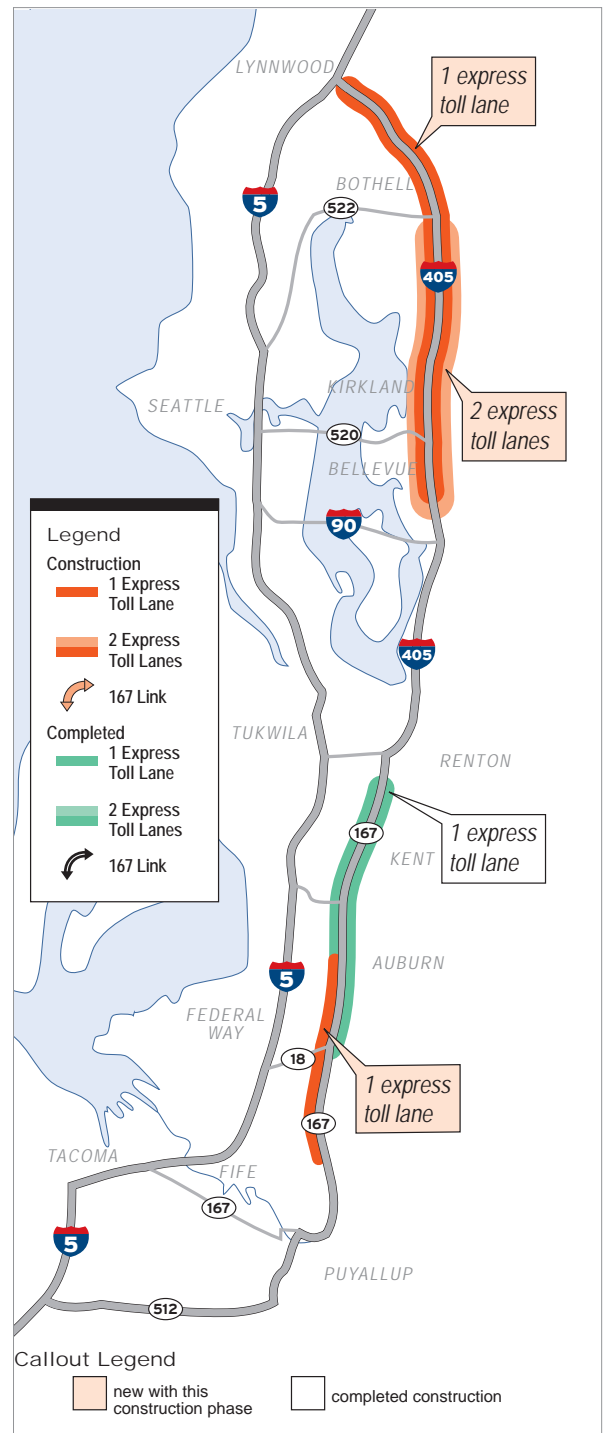 LYNNWOOD
1 express
toll lane
BOTHELL
5
522
405
KIRKLAND
SEATTLE
2 express
toll lanes
520
BELLEVUE
90
Legend
Construction
1 Express
Toll Lane
2 Express
Toll Lanes
167 Link
Completed
1 Express
Toll Lane
2 Express
Toll Lanes
167 Link
405
TUKWILA
RENTON
167
1 express
toll lane
KENT
AUBURN
5
FEDERAL
WAY
18
1 express
toll lane
167
TACOMA
FIFE
167
5
PUYALLUP
512
Callout Legend
new with this
construction phase
completed construction